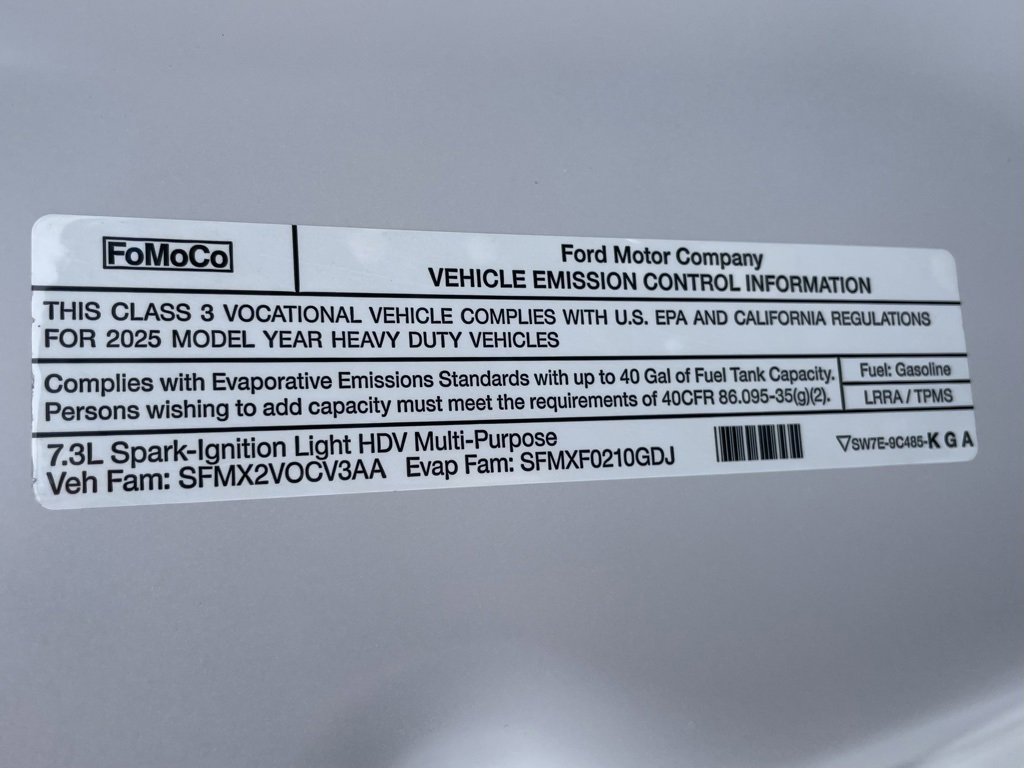 FoMoCo
Ford Motor Company
VEHICLE EMISSION CONTROL INFORMATION
THIS CLASS 3 VOCATIONAL VEHICLE COMPLIES WITH U.S. EPA AND CALIFORNIA REGULATIONS
FOR 2025 MODEL YEAR HEAVY DUTY VEHICLES
Complies with Evaporative Emissions Standards with up to 40 Gal of Fuel Tank Capacity.
Persons wishing to add capacity must meet the requirements of 40CFR 86.095-35(g)(2).
Fuel: Gasoline
LRRA / TPMS
7.3L Spark-Ignition Light HDV Multi-Purpose
Veh Fam: SFMX2VOCV3AA Evap Fam: SFMXF0210GDJ
SW7E-9C485-K G A